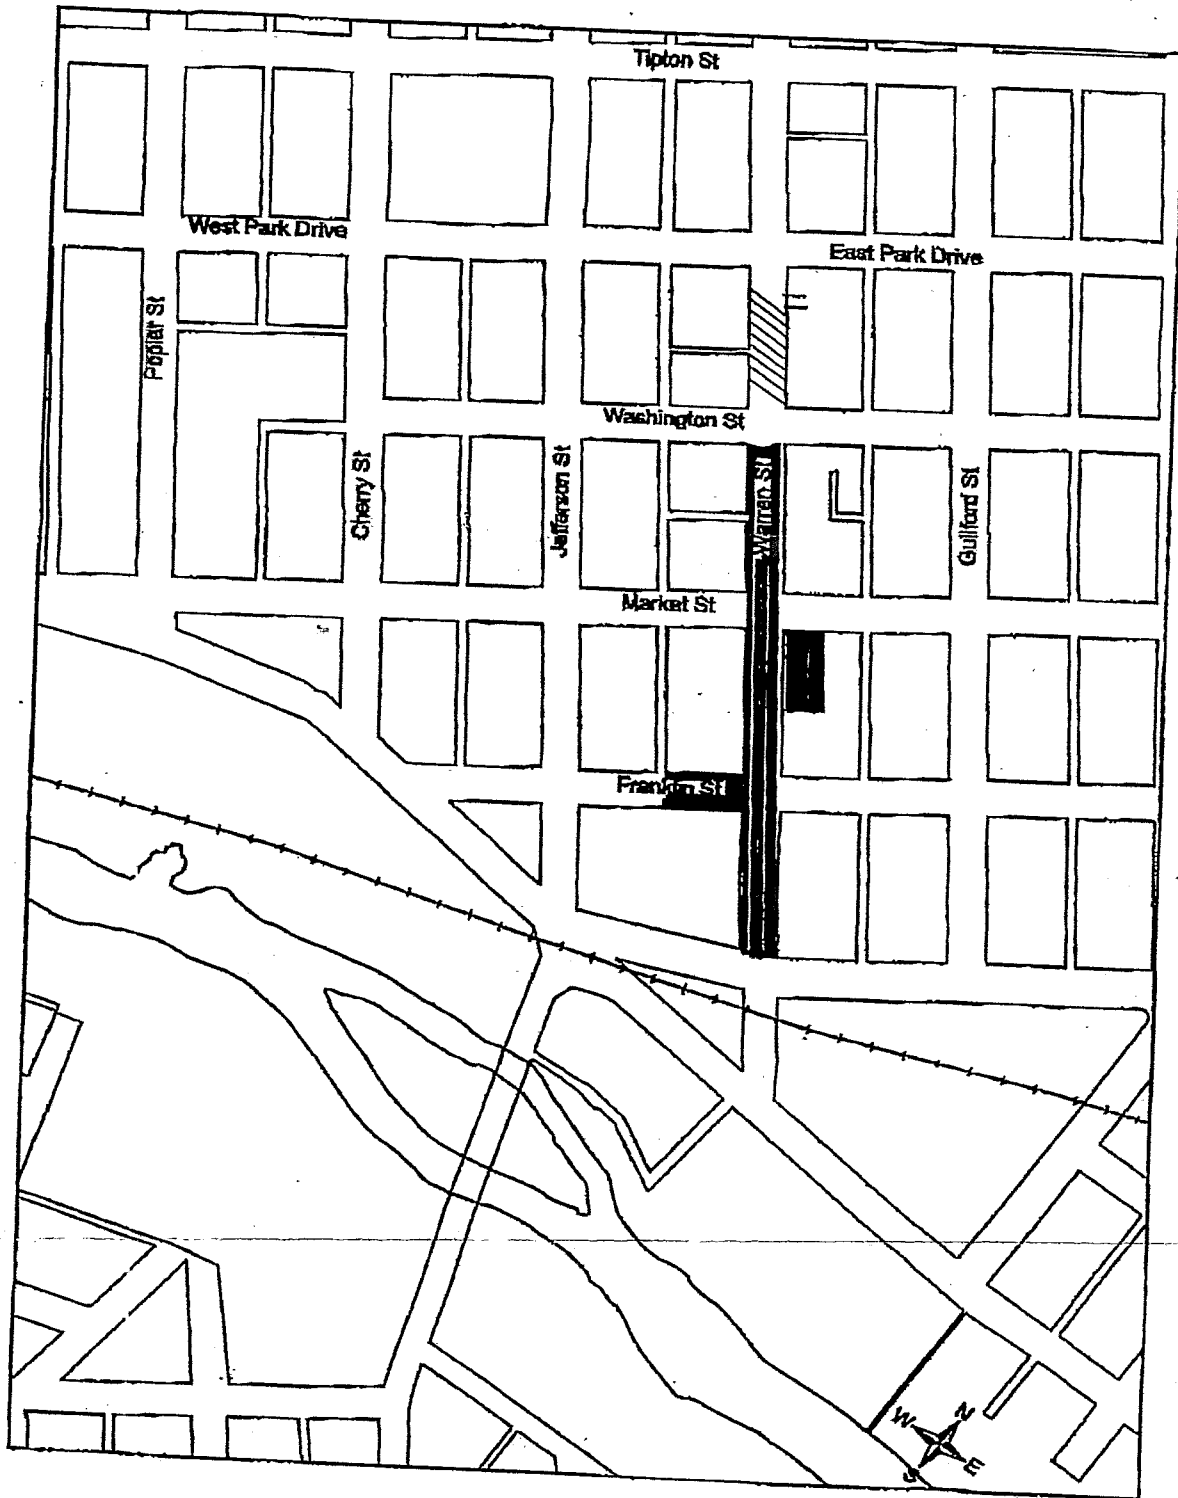 Tipton St
West Park Drive
East Park Drive
Poplar St
Washington St
Cherry St
Jefferson St
Warren St
Guilford St
Market St
Franklin St
N
W
E
S